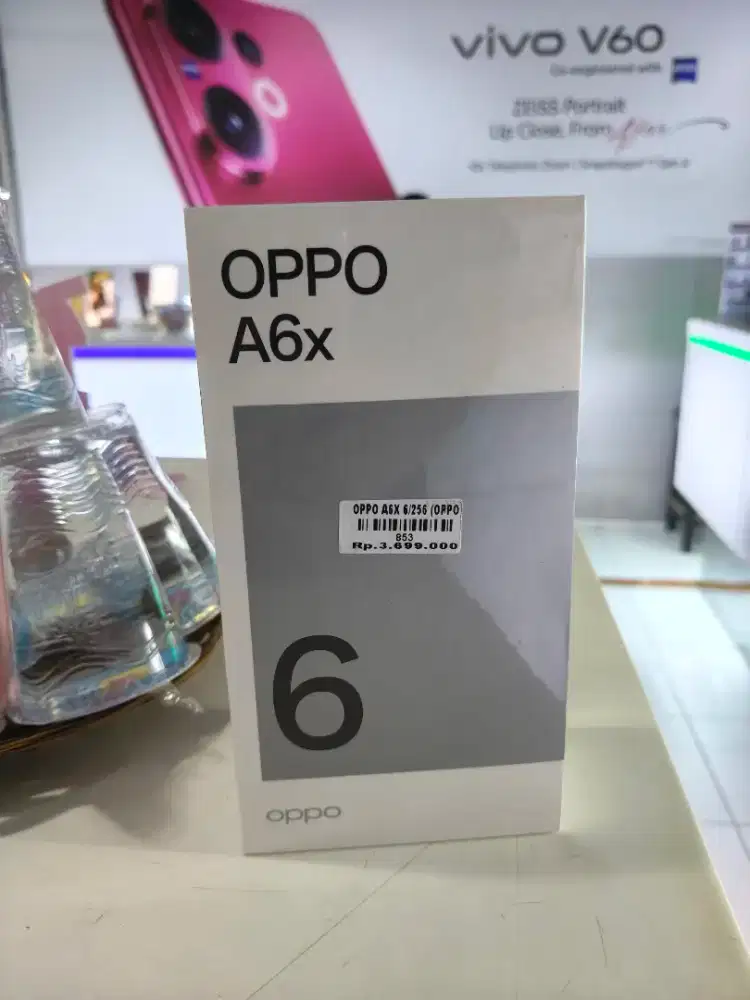 vivo V60
Co-engineered with ZEISS
ZEISS Portrait
Up Close, From
OPPO
A6x
OPPO A6X 6/256 (OPPO
853
Rp.3.699.000
6
oppo